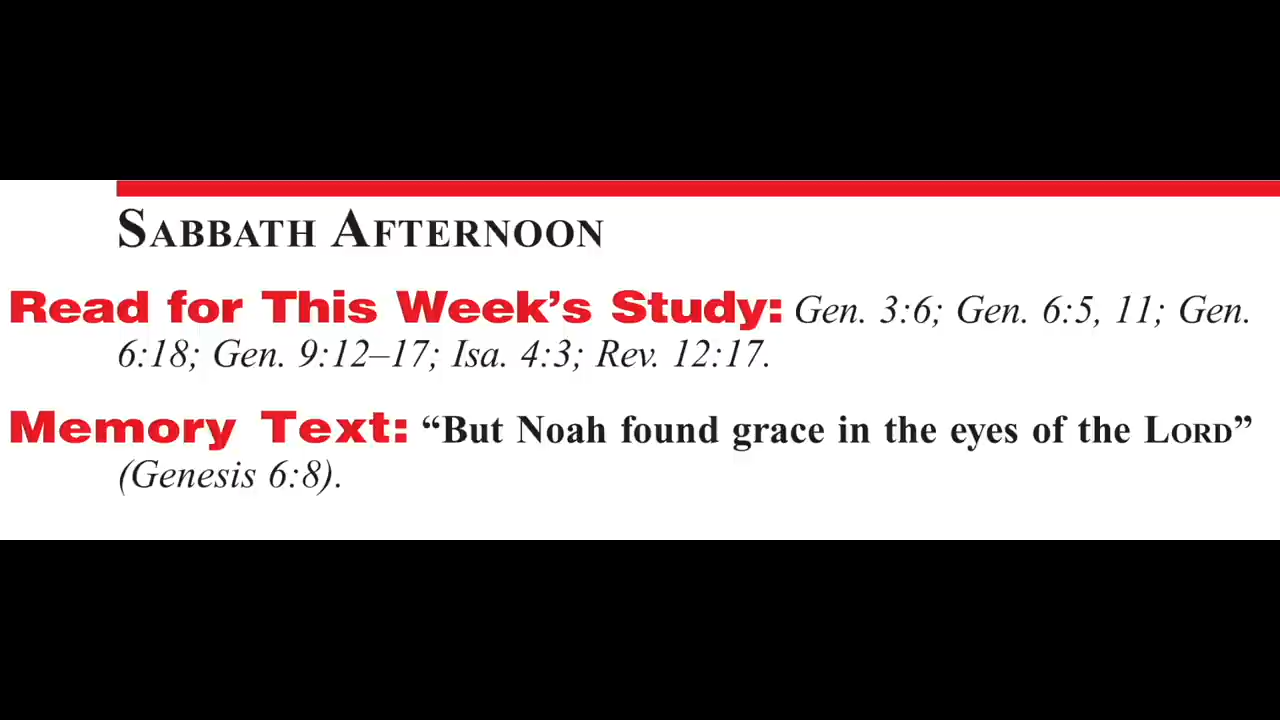 SABBATH AFTERNOON
Read for This Week’s Study: Gen. 3:6; Gen. 6:5, 11; Gen.
6:18; Gen. 9:12–17; Isa. 4:3; Rev. 12:17.
Memory Text: “But Noah found grace in the eyes of the LORD”
(Genesis 6:8).